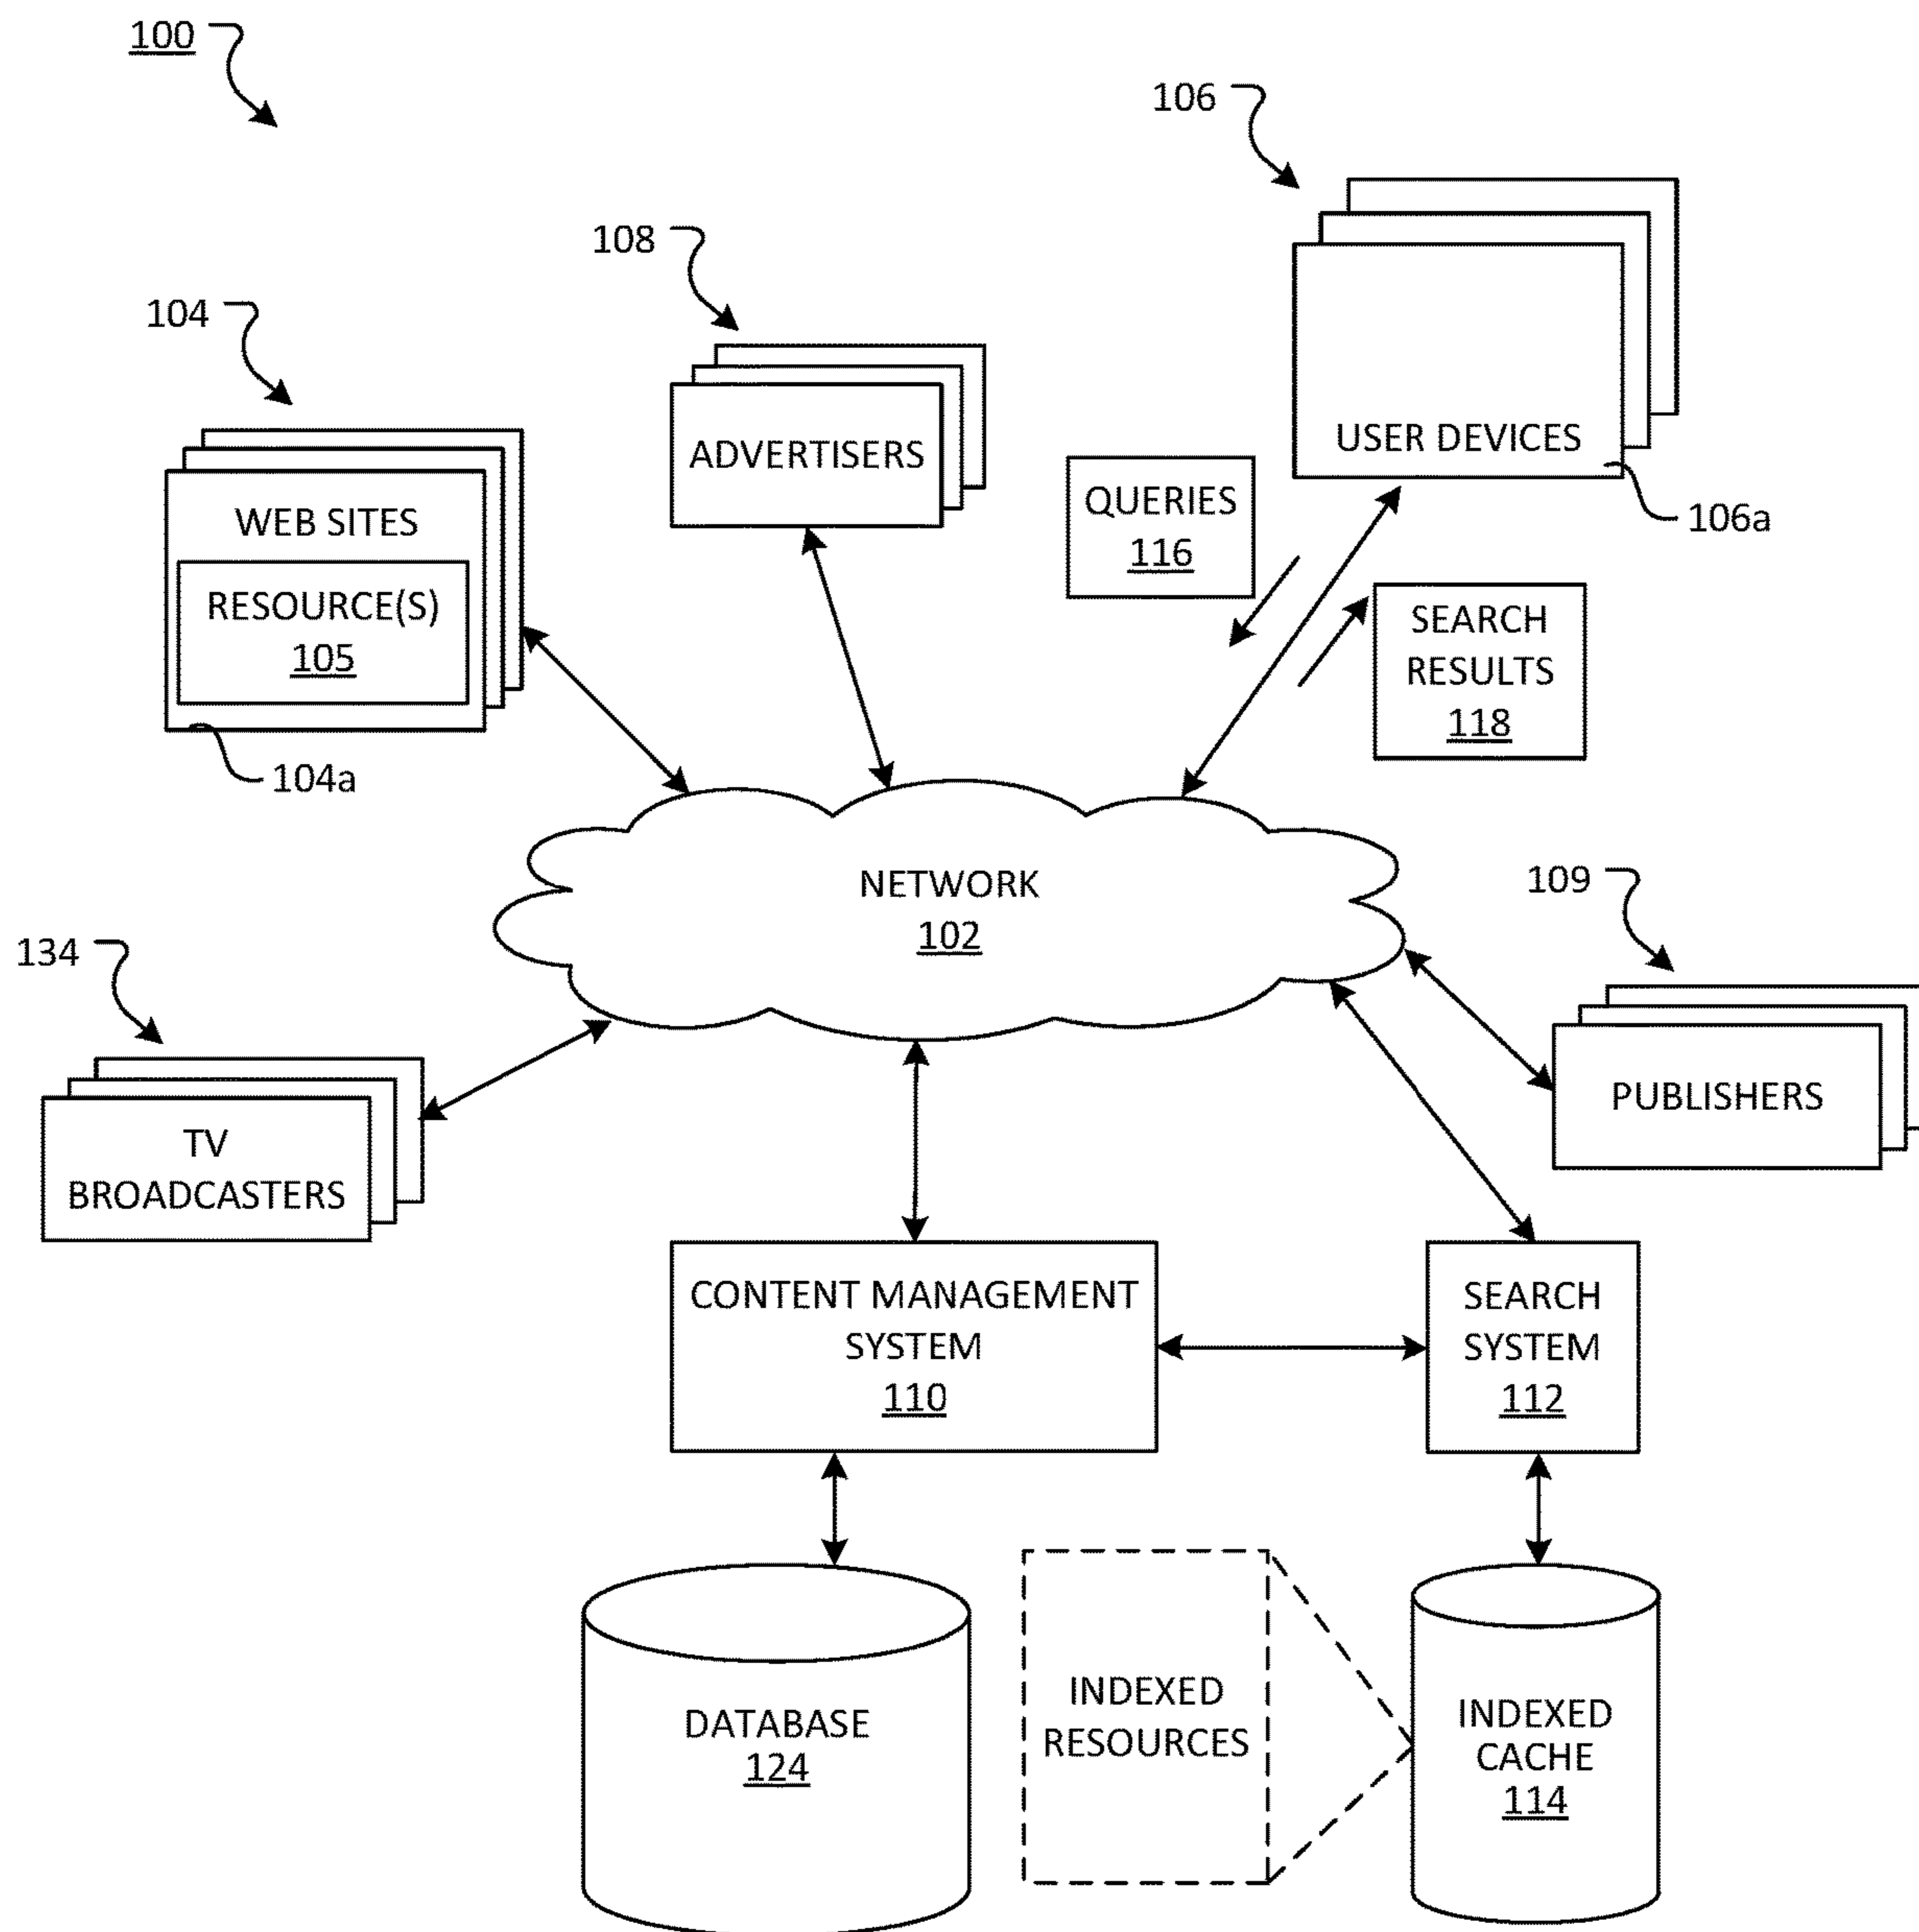 100
106
108
104
ADVERTISERS
USER DEVICES
106a
QUERIES
116
WEB SITES
RESOURCE(S)
105
104a
SEARCH
RESULTS
118
NETWORK
102
109
134
PUBLISHERS
TV
BROADCASTERS
CONTENT MANAGEMENT
SYSTEM
110
SEARCH
SYSTEM
112
DATABASE
124
INDEXED
RESOURCES
INDEXED
CACHE
114